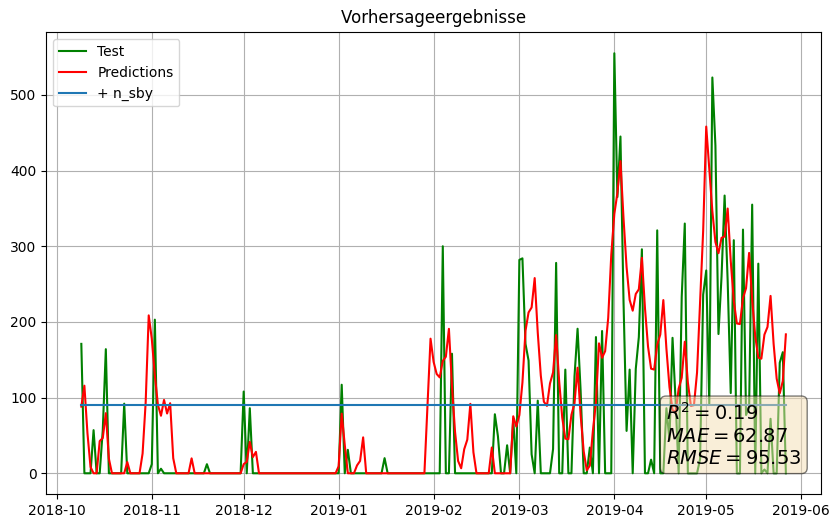 Vorhersageergebnisse
Test
Predictions
+ n_sby
500
400
300
200
100
0
R² = 0.19
MAE = 62.87
RMSE = 95.53
2018-10 2018-11 2018-12 2019-01 2019-02 2019-03 2019-04 2019-05 2019-06